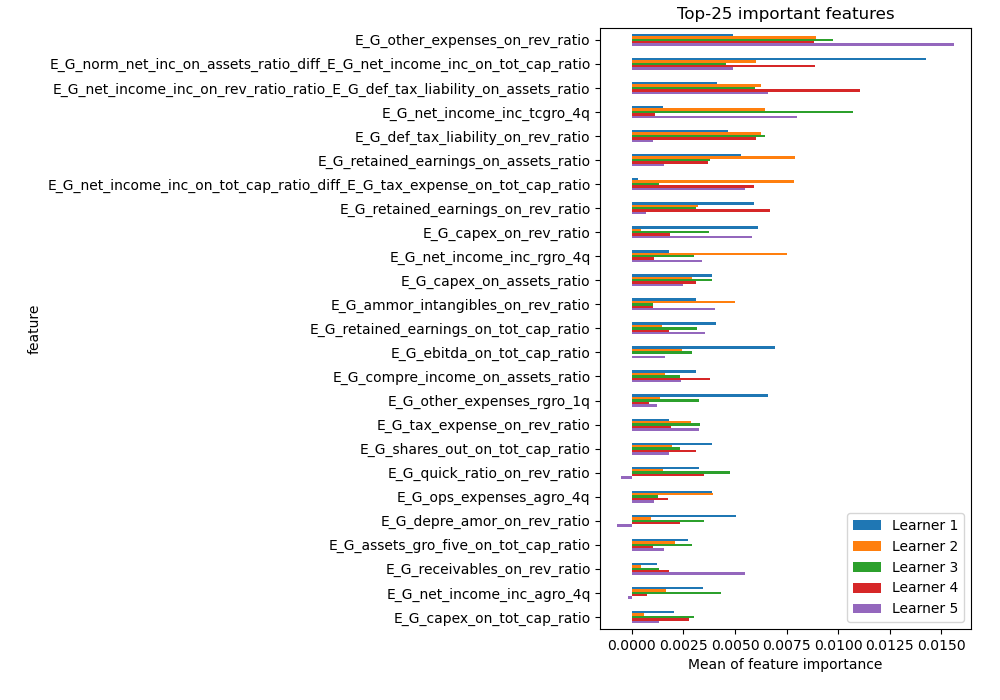 Top-25 important features
E_G_other_expenses_on_rev_ratio
E_G_norm_net_inc_on_assets_ratio_diff_E_G_net_income_inc_on_tot_cap_ratio
E_G_net_income_inc_on_rev_ratio_ratio_E_G_def_tax_liability_on_assets_ratio
E_G_net_income_inc_tcgro_4q
E_G_def_tax_liability_on_rev_ratio
E_G_retained_earnings_on_assets_ratio
E_G_net_income_inc_on_tot_cap_ratio_diff_E_G_tax_expense_on_tot_cap_ratio
E_G_retained_earnings_on_rev_ratio
E_G_capex_on_rev_ratio
E_G_net_income_inc_rgro_4q
E_G_capex_on_assets_ratio
E_G_ammor_intangibles_on_rev_ratio
E_G_retained_earnings_on_tot_cap_ratio
E_G_ebitda_on_tot_cap_ratio
E_G_compre_income_on_assets_ratio
E_G_other_expenses_rgro_1q
E_G_tax_expense_on_rev_ratio
E_G_shares_out_on_tot_cap_ratio
E_G_quick_ratio_on_rev_ratio
E_G_ops_expenses_agro_4q
E_G_depre_amor_on_rev_ratio
E_G_assets_gro_five_on_tot_cap_ratio
E_G_receivables_on_rev_ratio
E_G_net_income_inc_agro_4q
E_G_capex_on_tot_cap_ratio
feature
Learner 1
Learner 2
Learner 3
Learner 4
Learner 5
0.0000 0.0025 0.0050 0.0075 0.0100 0.0125 0.0150
Mean of feature importance